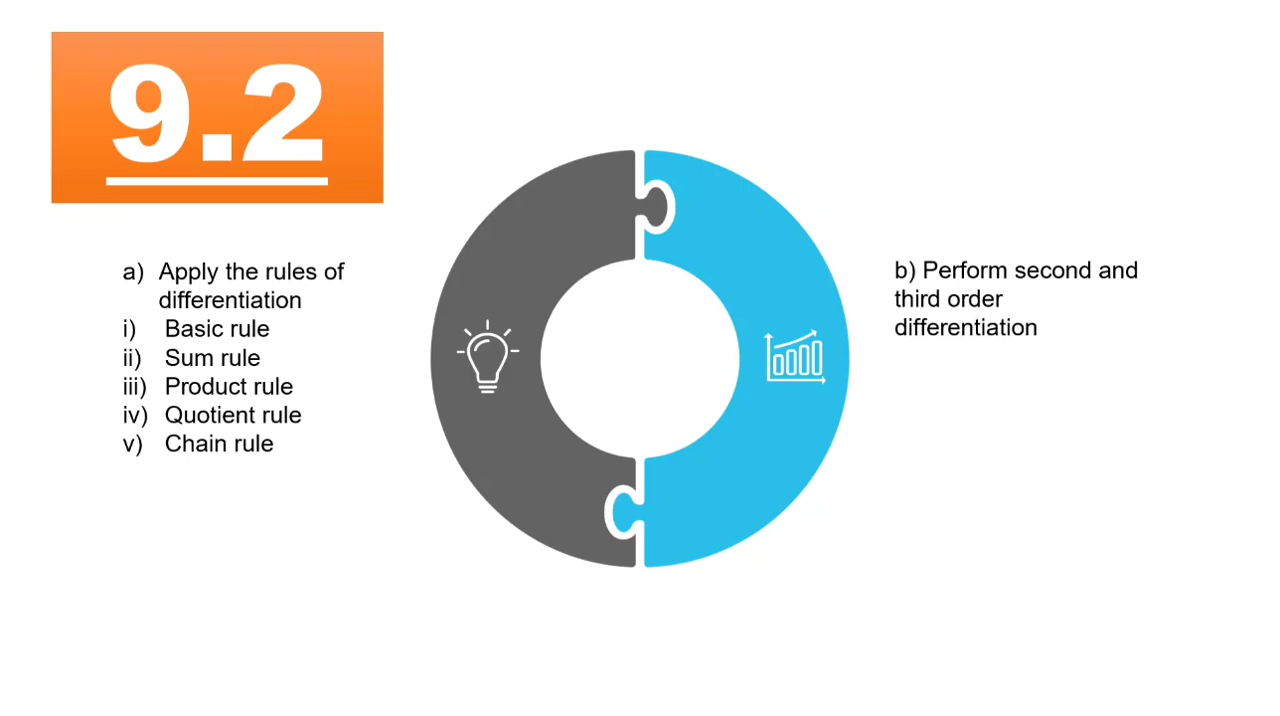 9.2
a) Apply the rules of
differentiation
i) Basic rule
ii) Sum rule
iii) Product rule
iv) Quotient rule
v) Chain rule
b) Perform second and
third order
differentiation